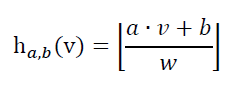 h_{a,b}(v) = ⌊(a · v + b) / w⌋